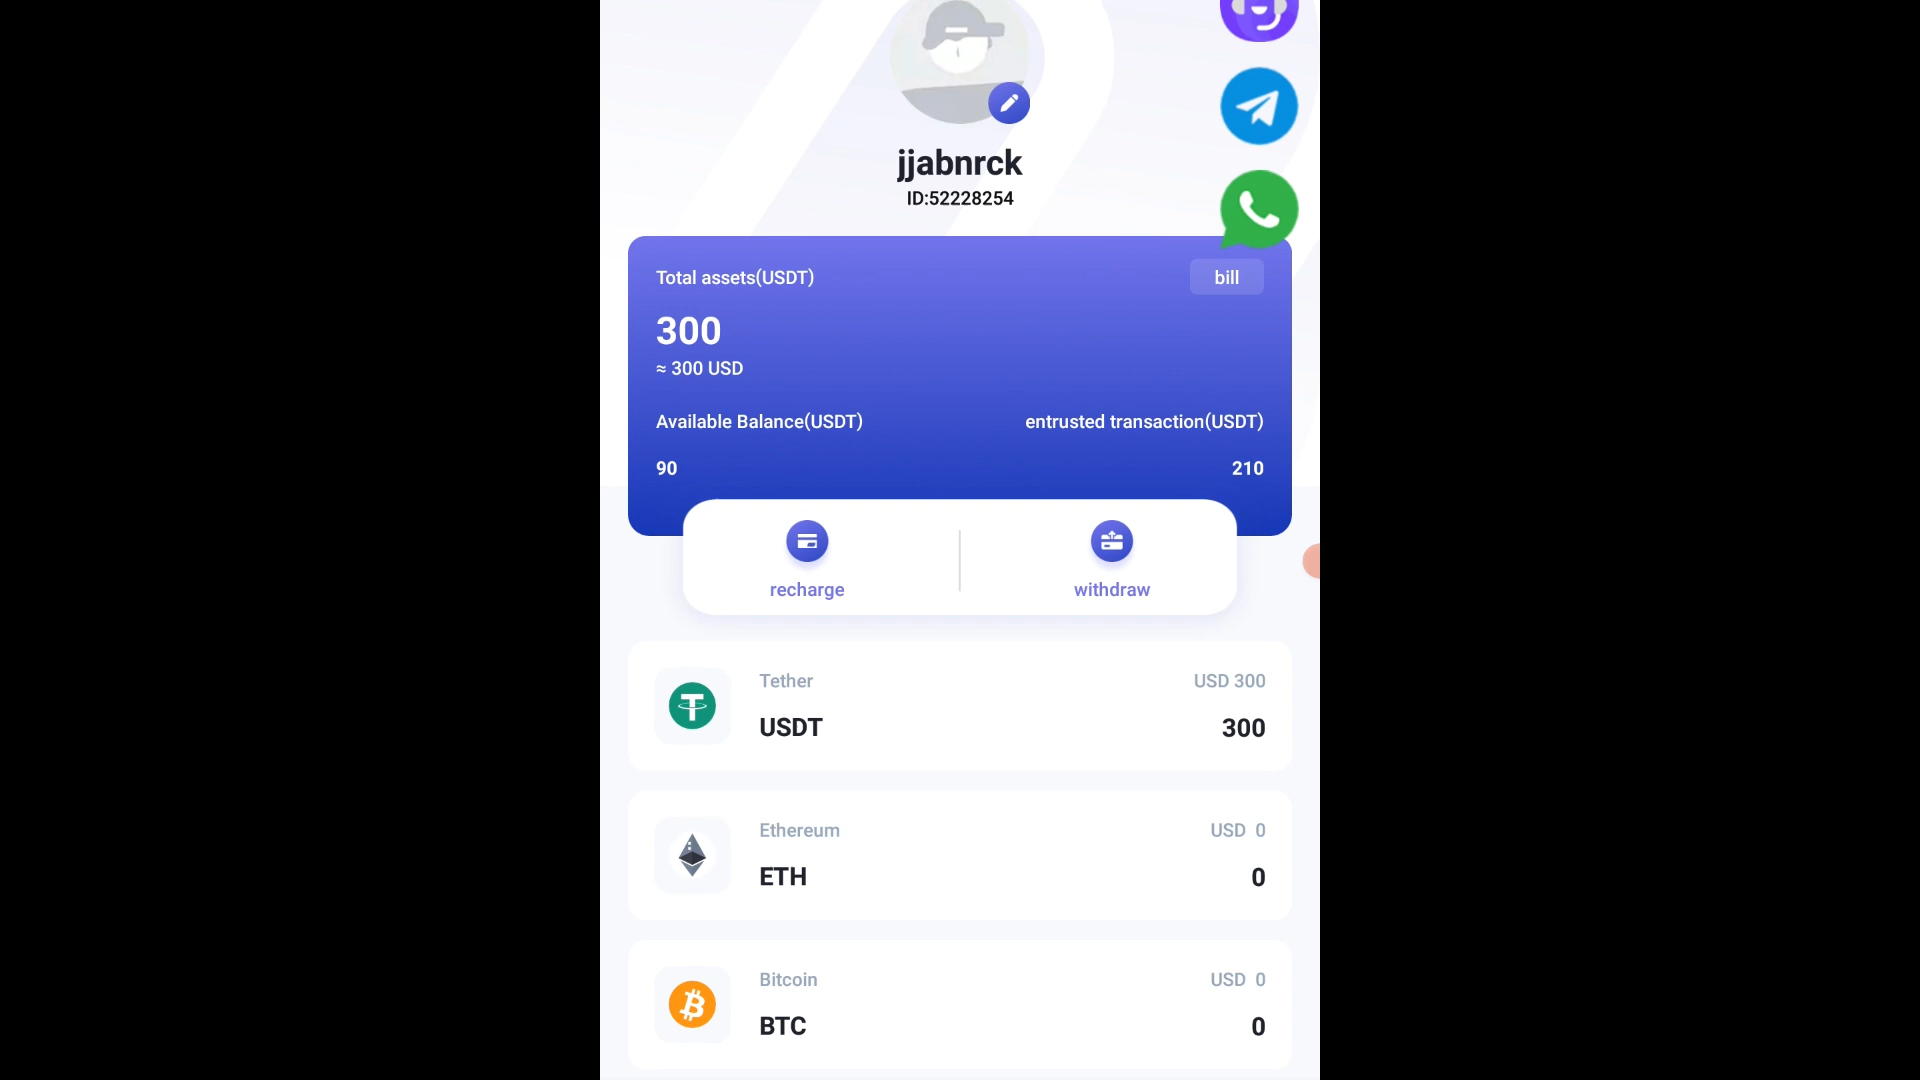 jjabnrck
ID:52228254
Total assets(USDT)
bill
300
≈ 300 USD
Available Balance(USDT)
entrusted transaction(USDT)
90
210
recharge
withdraw
Tether
USD 300
USDT
300
Ethereum
USD 0
ETH
0
Bitcoin
USD 0
BTC
0